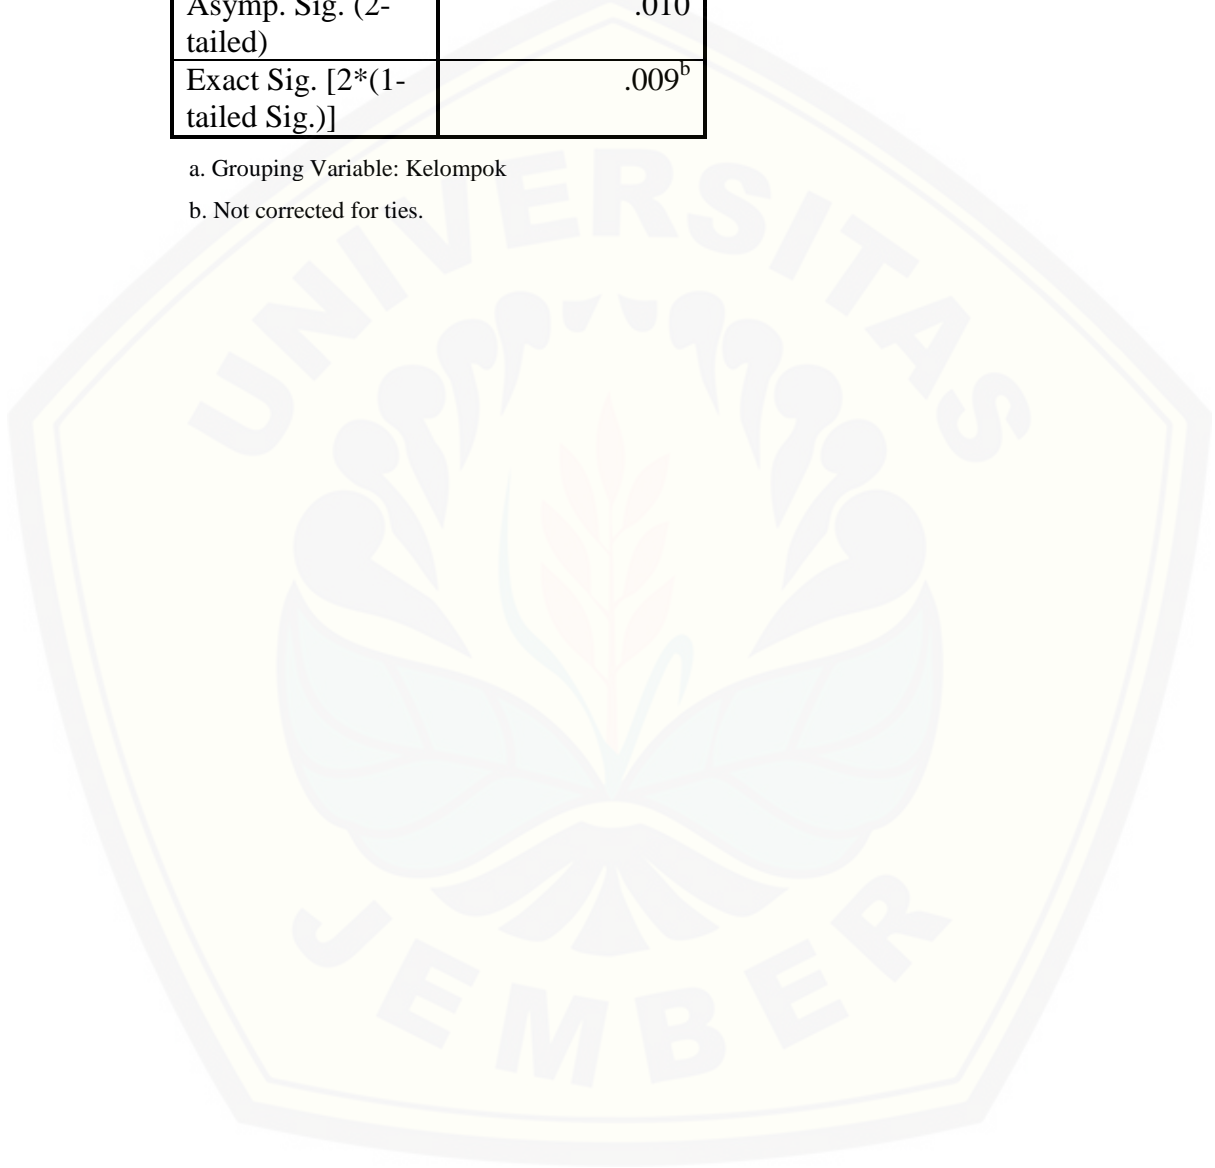 Asymp. Sig. (2-
tailed)
.010
Exact Sig. [2*(1-
tailed Sig.)]
.009b
a. Grouping Variable: Kelompok
b. Not corrected for ties.
UNIVERSITAS
JEMBER